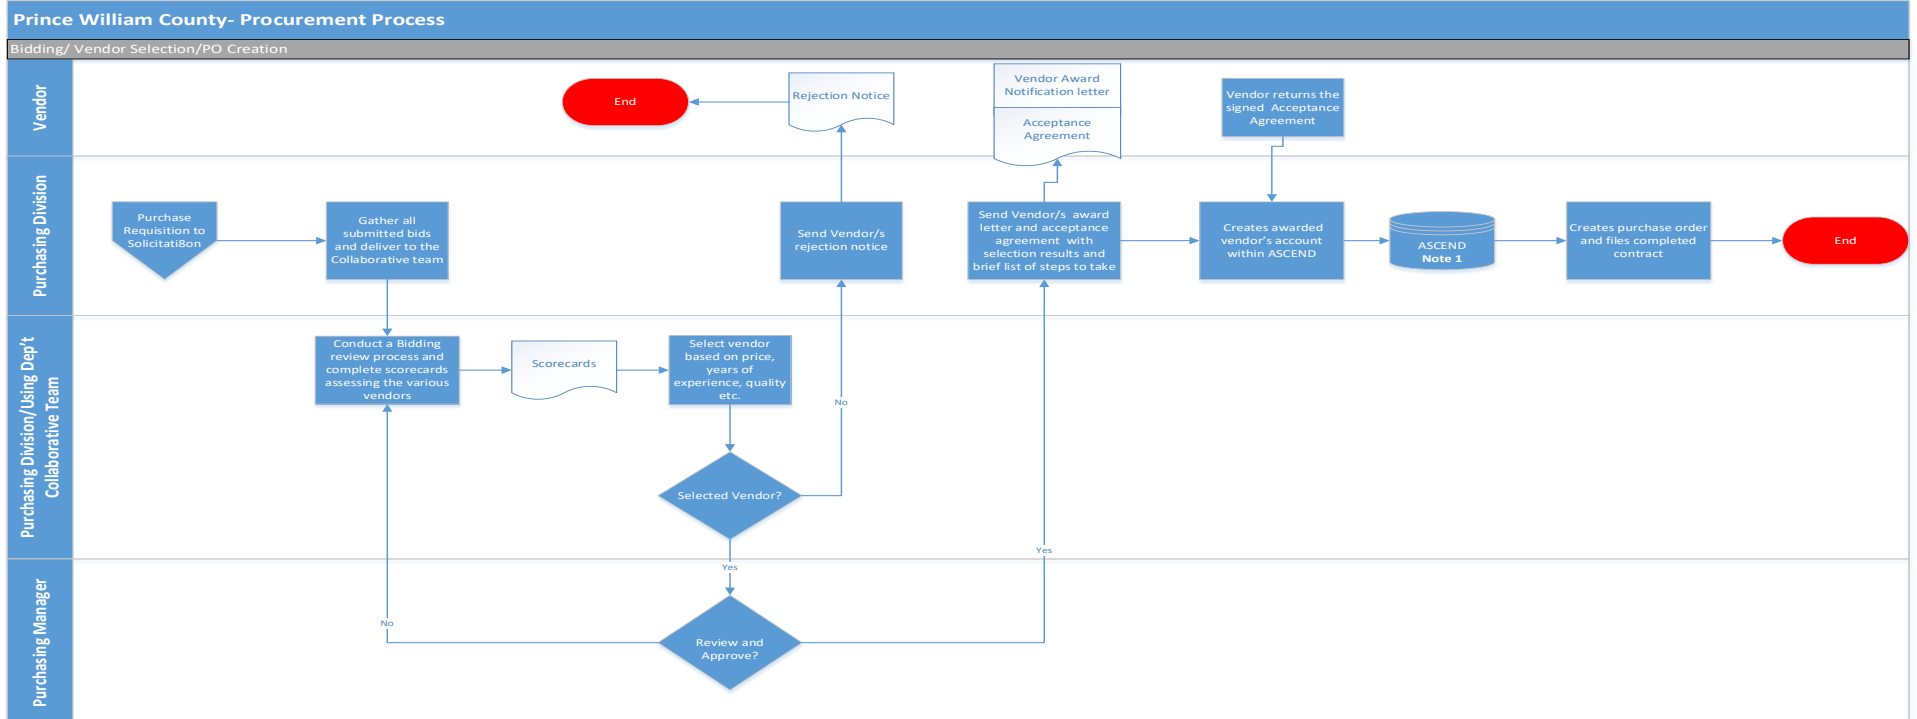 Prince William County- Procurement Process
Bidding/ Vendor Selection/PO Creation
Vendor
End
Rejection Notice
Vendor Award
Notification letter
Acceptance
Agreement
Vendor returns the
signed Acceptance
Agreement
Purchasing Division
Purchase
Requisition to
Solicitati8on
Gather all
submitted bids
and deliver to the
Collaborative team
Send Vendor/s
rejection notice
Send Vendor/s award
letter and acceptance
agreement with
selection results and
brief list of steps to take
Creates awarded
vendor's account
within ASCEND
ASCEND
Note 1
Creates purchase order
and files completed
contract
End
Purchasing Division/Using Dep't
Collaborative Team
Conduct a Bidding
review process and
complete scorecards
assessing the various
vendors
Scorecards
Select vendor
based on price,
years of
experience, quality
etc.
No
Selected Vendor?
Yes
Yes
Purchasing Manager
No
Review and
Approve?